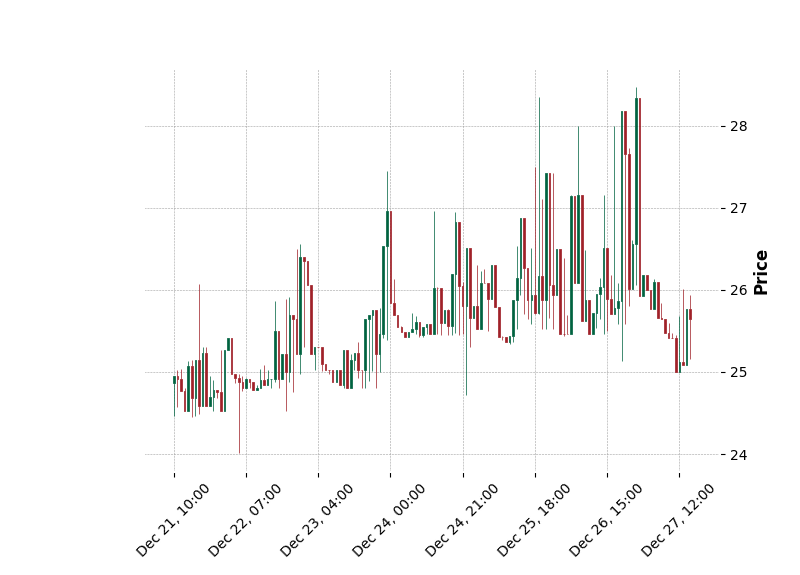 28
27
Price
26
25
24
Dec 21, 10:00
Dec 22, 07:00
Dec 23, 04:00
Dec 24, 00:00
Dec 24, 21:00
Dec 25, 18:00
Dec 26, 15:00
Dec 27, 12:00